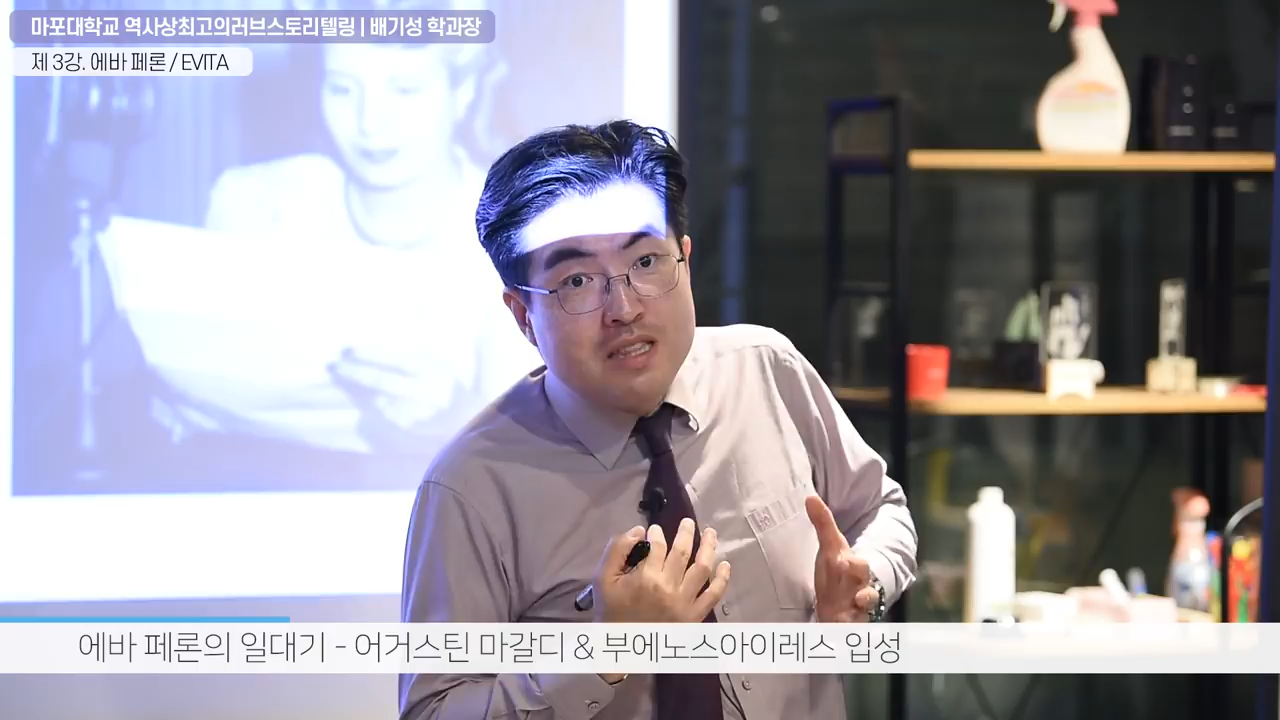 마포대학교 역사상최고의러브스토리텔링 | 배기성 학과장
제 3강. 에바 페론 / EVITA
에바 페론의 일대기 - 어거스틴 마갈디 & 부에노스아이레스 입성